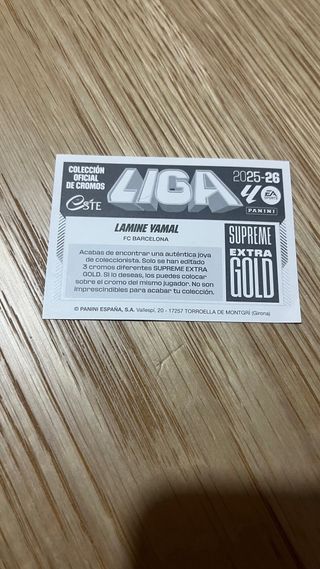 COLECCIÓN
OFICIAL
DE CROMOS
este
LIGA
2025-26
EA
SPORTS
PANINI
LAMINE YAMAL
FC BARCELONA
Acabas de encontrar una auténtica joya
de coleccionista. Solo se han editado
3 cromos diferentes SUPREME EXTRA
GOLD. Si lo deseas, los puedes colocar
sobre el cromo del mismo jugador. No son
imprescindibles para acabar tu colección.
SUPREME
EXTRA
GOLD
© PANINI ESPAÑA, S.A. Vallespí, 20 - 17257 TORROELLA DE MONTGRÍ (Girona)